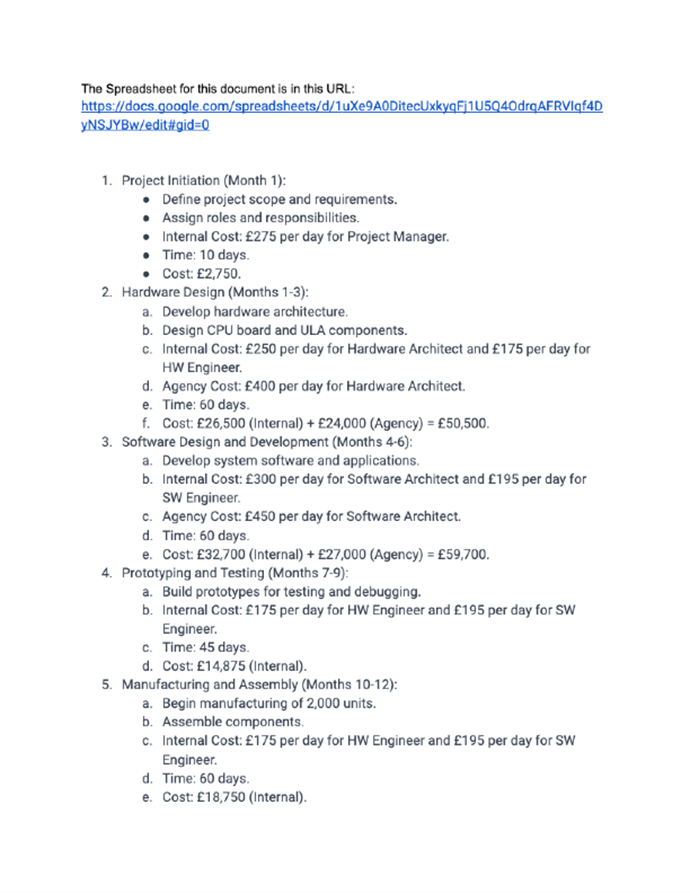 The Spreadsheet for this document is in this URL:
https://docs.google.com/spreadsheets/d/1uXe9A0DitecUxkyqFj1U5Q4OdrqAFRVIqf4D
yNSJYBw/edit#gid=0
1. Project Initiation (Month 1):
● Define project scope and requirements.
● Assign roles and responsibilities.
● Internal Cost: £275 per day for Project Manager.
● Time: 10 days.
● Cost: £2,750.
2. Hardware Design (Months 1-3):
a. Develop hardware architecture.
b. Design CPU board and ULA components.
c. Internal Cost: £250 per day for Hardware Architect and £175 per day for
HW Engineer.
d. Agency Cost: £400 per day for Hardware Architect.
e. Time: 60 days.
f. Cost: £26,500 (Internal) + £24,000 (Agency) = £50,500.
3. Software Design and Development (Months 4-6):
a. Develop system software and applications.
b. Internal Cost: £300 per day for Software Architect and £195 per day for
SW Engineer.
c. Agency Cost: £450 per day for Software Architect.
d. Time: 60 days.
e. Cost: £32,700 (Internal) + £27,000 (Agency) = £59,700.
4. Prototyping and Testing (Months 7-9):
a. Build prototypes for testing and debugging.
b. Internal Cost: £175 per day for HW Engineer and £195 per day for SW
Engineer.
c. Time: 45 days.
d. Cost: £14,875 (Internal).
5. Manufacturing and Assembly (Months 10-12):
a. Begin manufacturing of 2,000 units.
b. Assemble components.
c. Internal Cost: £175 per day for HW Engineer and £195 per day for SW
Engineer.
d. Time: 60 days.
e. Cost: £18,750 (Internal).